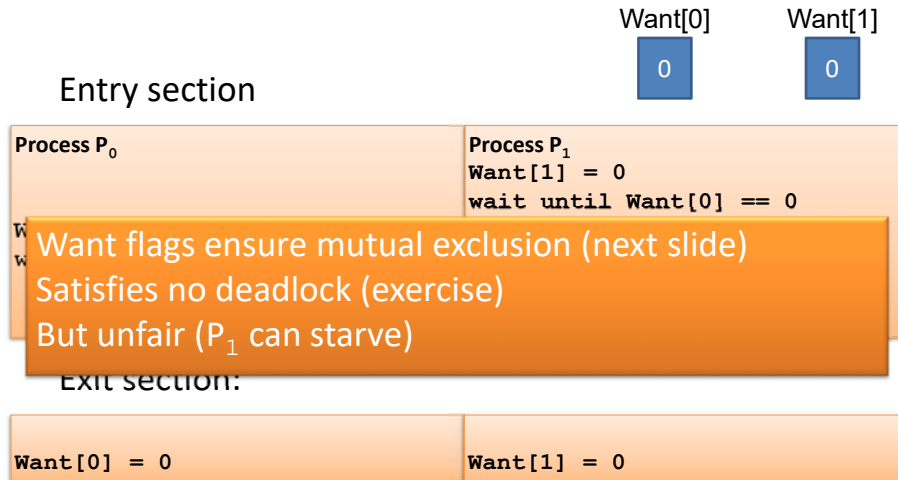 Want[0] Want[1]
0 0
Entry section
Process P0
Process P1
Want[1] = 0
wait until Want[0] == 0
Want flags ensure mutual exclusion (next slide)
Satisfies no deadlock (exercise)
But unfair (P1 can starve)
Exit section:
Want[0] = 0
Want[1] = 0